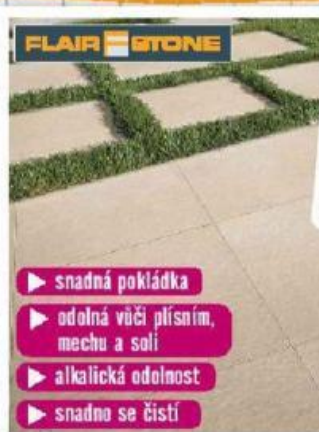 FLAIR STONE
snadná pokládka
odolná vůči plísním,
mechu a soli
alkalická odolnost
snadno se čistí